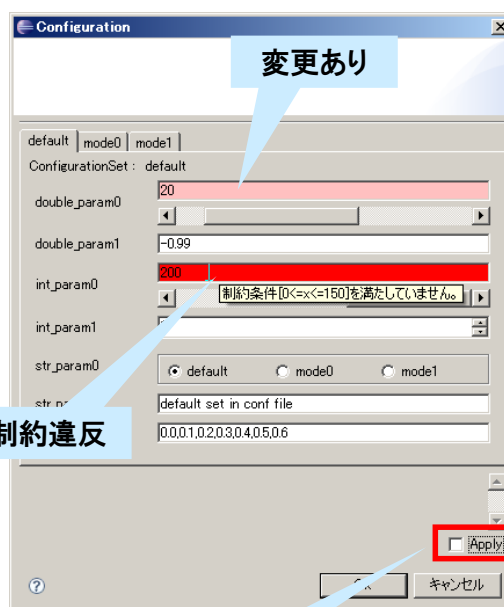 Configuration
変更あり
default mode0 mode1
ConfigurationSet : default
double_param0
20
double_param1
-0.99
int_param0
200
制約条件[0<=x<=150]を満たしていません。
int_param1
str_param0
default mode0 mode1
default set in conf file
制約違反
0.0,0.1,0.2,0.3,0.4,0.5,0.6
Apply
キャンセル